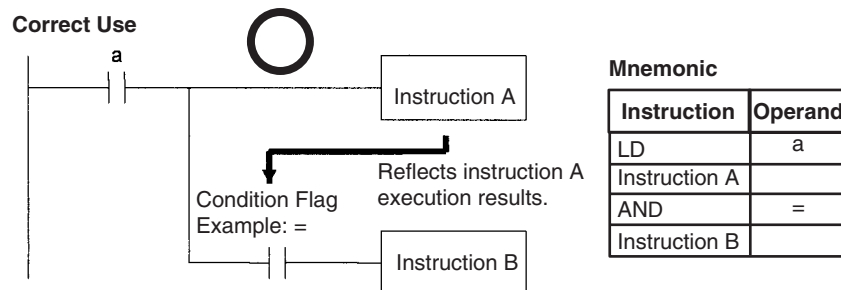 Correct Use
a
Instruction A
Reflects instruction A
execution results.
Condition Flag
Example: =
Instruction B
Mnemonic
Instruction Operand
LD a
Instruction A
AND =
Instruction B